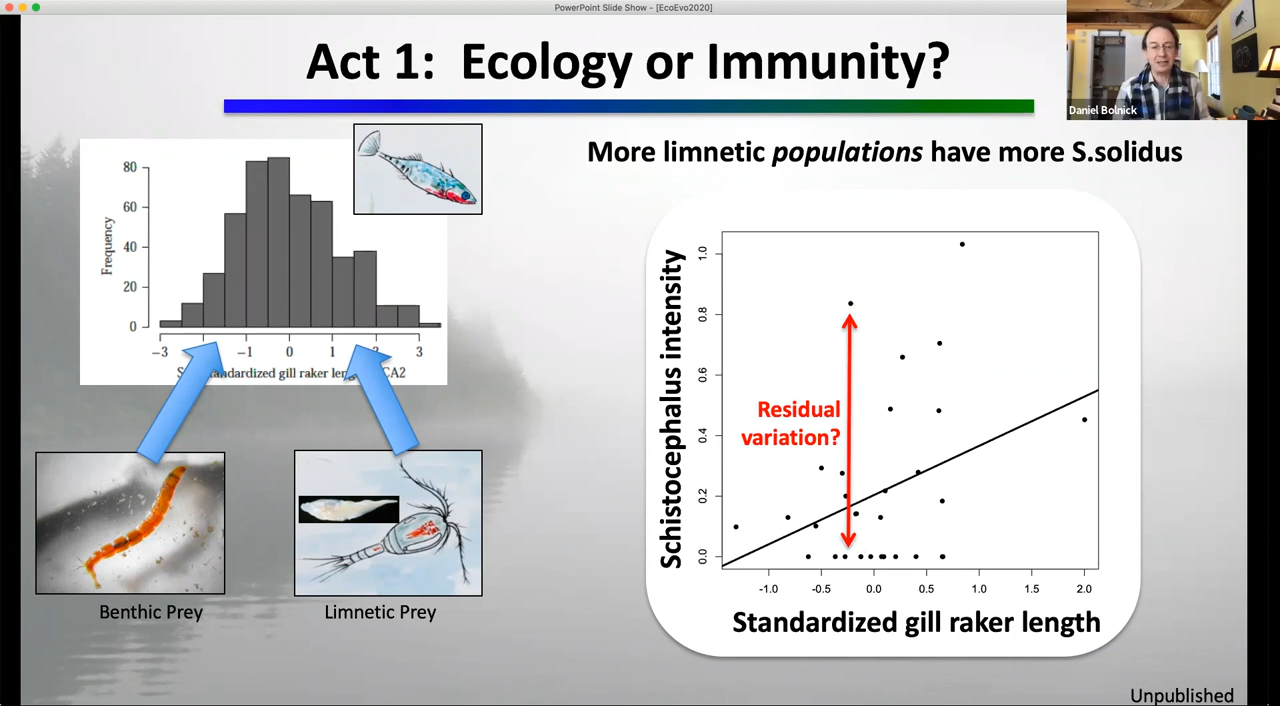 PowerPoint Slide Show - [EcoEvo2020]
Act 1: Ecology or Immunity?
Daniel Bolnick
More limnetic populations have more S.solidus
80
60
40
20
0
Frequency
−3 −1 0 1 2 3
andardized gill raker leng CA2
Benthic Prey
Limnetic Prey
Schistocephalus intensity
1.0
0.8
0.6
0.4
0.2
0.0
Residual
variation?
-1.0 -0.5 0.0 0.5 1.0 1.5 2.0
Standardized gill raker length
Unpublished